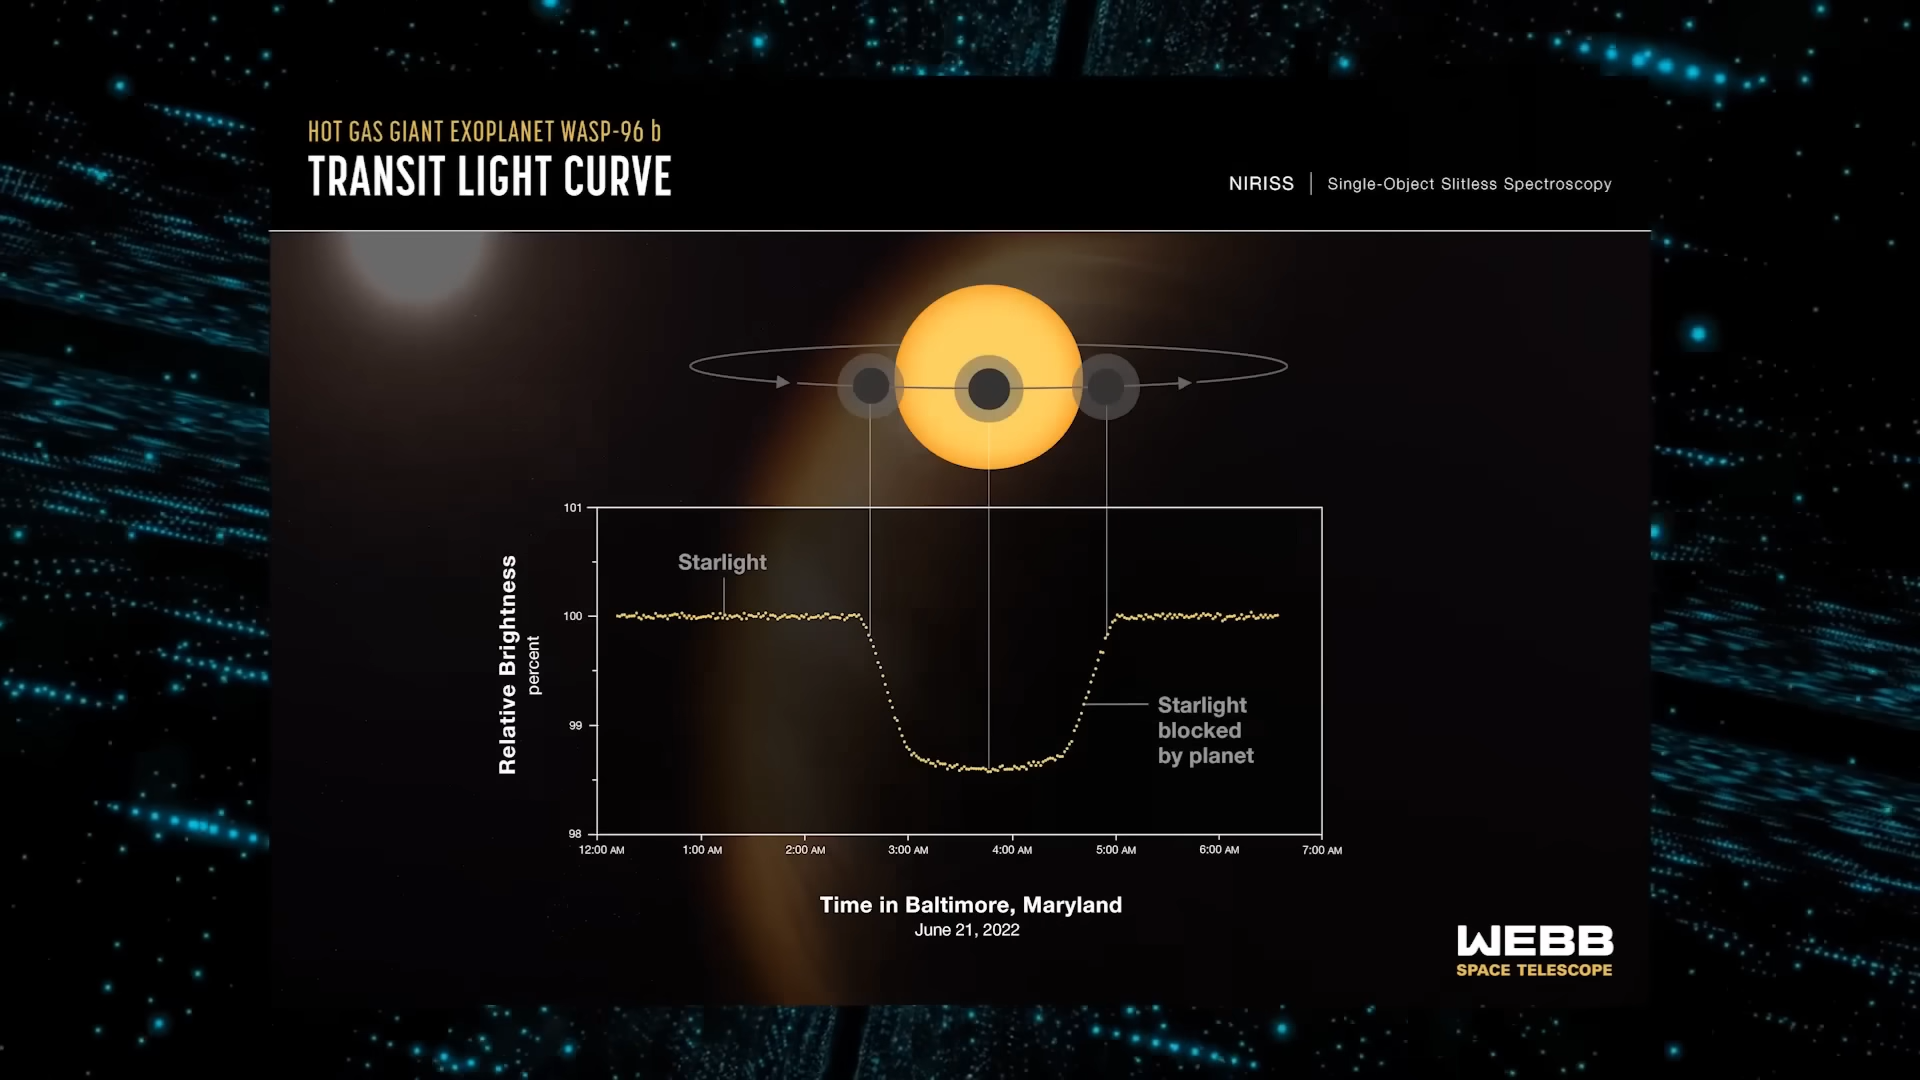 HOT GAS GIANT EXOPLANET WASP-96 b
TRANSIT LIGHT CURVE
NIRISS | Single-Object Slitless Spectroscopy
101
Starlight
100
Relative Brightness
percent
99
Starlight
blocked
by planet
98
12:00 AM 1:00 AM 2:00 AM 3:00 AM 4:00 AM 5:00 AM 6:00 AM 7:00 AM
Time in Baltimore, Maryland
June 21, 2022
WEBB
SPACE TELESCOPE